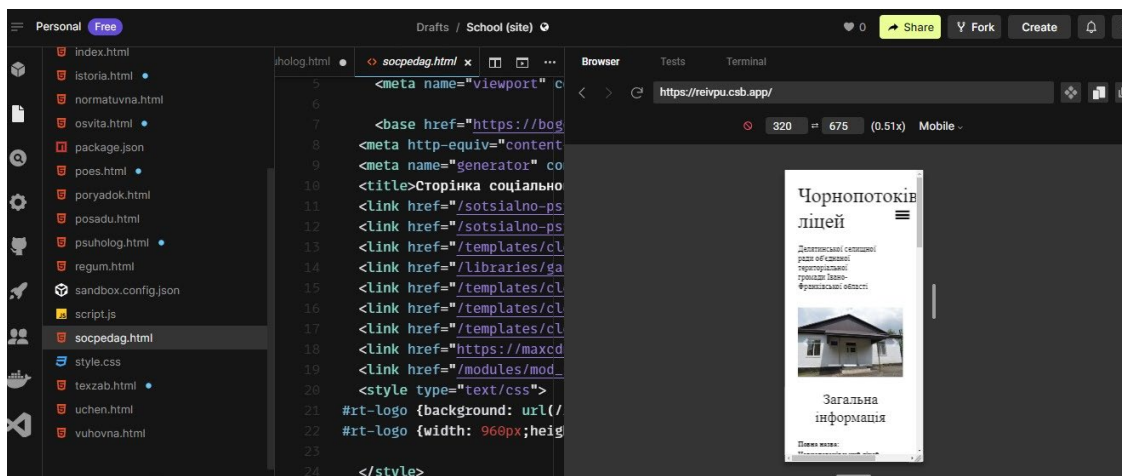 Personal Free
Drafts / School (site)
0
Share
Fork
Create
index.html
istoria.html
normatuvna.html
osvita.html
package.json
poes.html
poryadok.html
posadu.html
psuholog.html
regum.html
sandbox.config.json
script.js
socpedag.html
style.css
texzab.html
uchen.html
vuhovna.html
uholog.html
socpedag.html
5 <meta name="viewport" c
6
7 <base href="https://bog
8 <meta http-equiv="content
9 <meta name="generator" co
10 <title>Сторінка соціально
11 <link href="/sotsialno-ps
12 <link href="/sotsialno-ps
13 <link href="/templates/cl
14 <link href="/libraries/ga
15 <link href="/templates/cl
16 <link href="/templates/cl
17 <link href="/templates/cl
18 <link href="https://maxcd
19 <link href="/modules/mod_
20 <style type="text/css">
21 #rt-logo {background: url(/
22 #rt-logo {width: 960px;heig
23
24 </style>
Browser
Tests
Terminal
https://reivpu.csb.app/
320
675
(0.51x)
Mobile
Чорнопотоків
ліцей
Делятинської селищної
ради об'єднаної
територіальної
громади Івано-
Франківської області
Загальна
інформація
Повна назва: